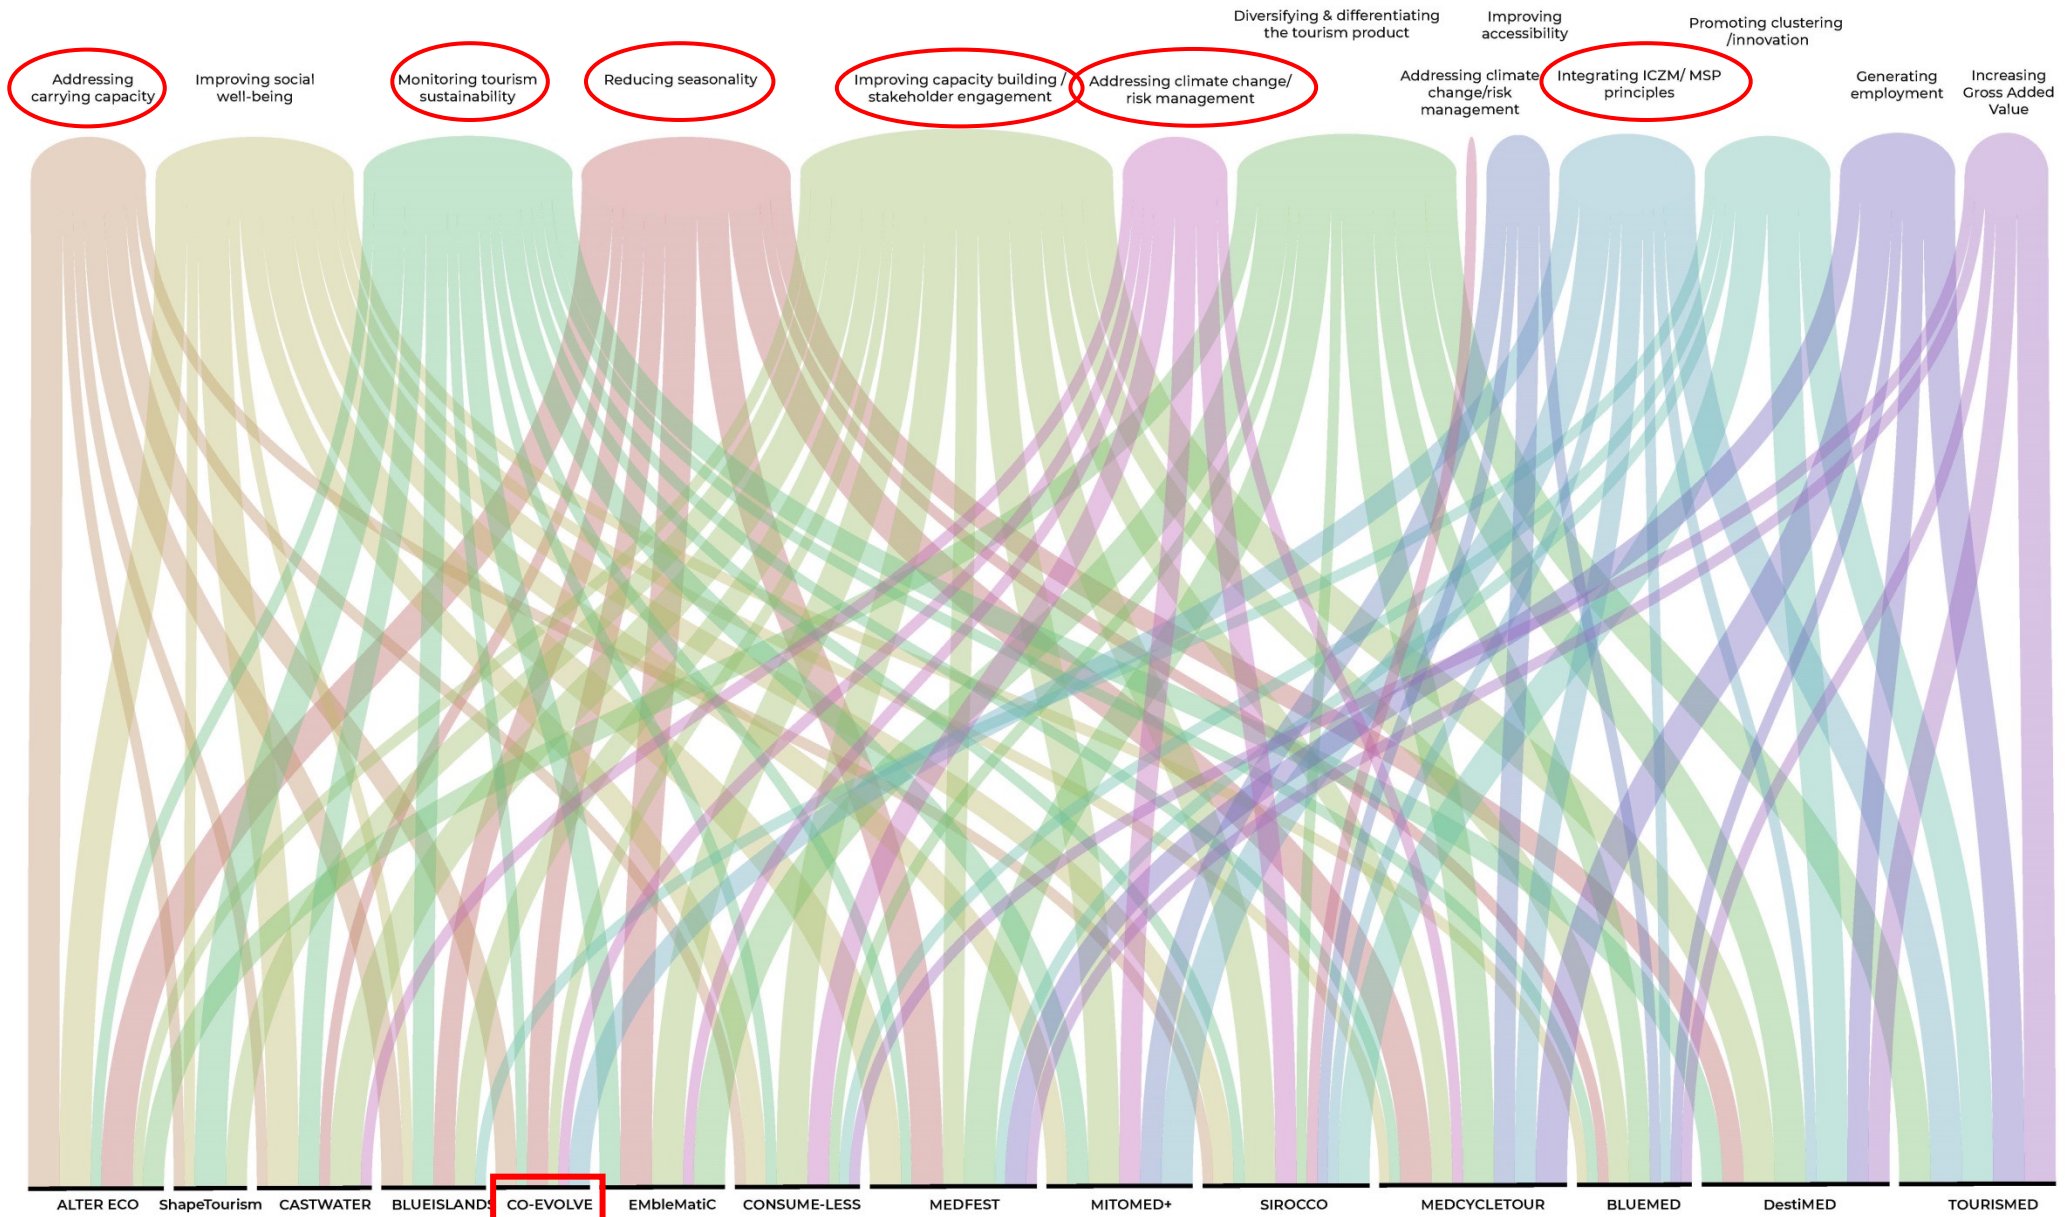 Diversifying & differentiating
the tourism product
Improving
accessibility
Promoting clustering
/innovation
Addressing
carrying capacity
Improving social
well-being
Monitoring tourism
sustainability
Reducing seasonality
Improving capacity building /
stakeholder engagement
Addressing climate change/
risk management
Addressing climate
change/risk
management
Integrating ICZM/ MSP
principles
Generating
employment
Increasing
Gross Added
Value
ALTER ECO
ShapeTourism
CASTWATER
BLUEISLANDS
CO-EVOLVE
EMbleMatiC
CONSUME-LESS
MEDFEST
MITOMED+
SIROCCO
MEDCYCLETOUR
BLUEMED
DestiMED
TOURISMED